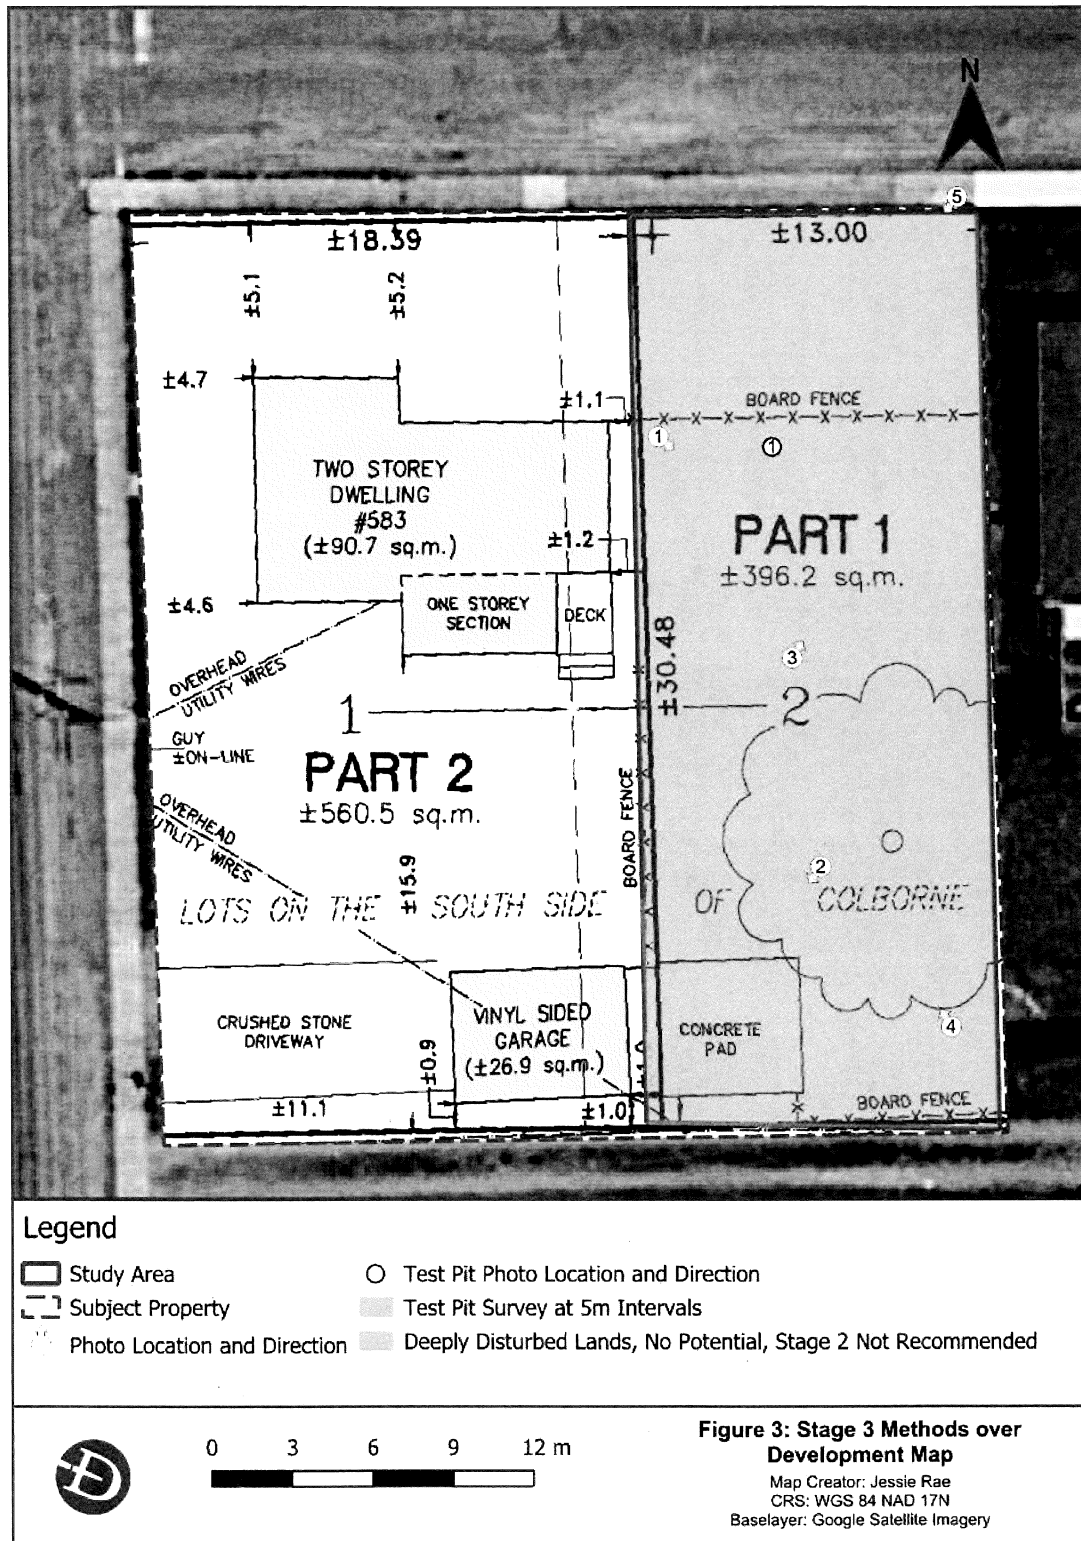 N
5
±18.39
±13.00
±5.1
±5.2
±4.7
±1.1
BOARD FENCE
1
1
TWO STOREY
DWELLING
#583
(±90.7 sq.m.)
PART 1
±396.2 sq.m.
±1.2
±4.6
ONE STOREY
SECTION
DECK
±30.48
3
OVERHEAD
UTILITY WIRES
1
2
GUY
±ON-LINE
PART 2
±560.5 sq.m.
BOARD FENCE
OVERHEAD
UTILITY WIRES
±15.9
2
LOTS ON THE SOUTH SIDE OF COLBORNE
CRUSHED STONE
DRIVEWAY
VINYL SIDED
GARAGE
(±26.9 sq.m.)
CONCRETE
PAD
4
±0.9
±11.1
±1.0
BOARD FENCE
Legend
Study Area
Subject Property
Photo Location and Direction
Test Pit Photo Location and Direction
Test Pit Survey at 5m Intervals
Deeply Disturbed Lands, No Potential, Stage 2 Not Recommended
0 3 6 9 12 m
Figure 3: Stage 3 Methods over
Development Map
Map Creator: Jessie Rae
CRS: WGS 84 NAD 17N
Baselayer: Google Satellite Imagery